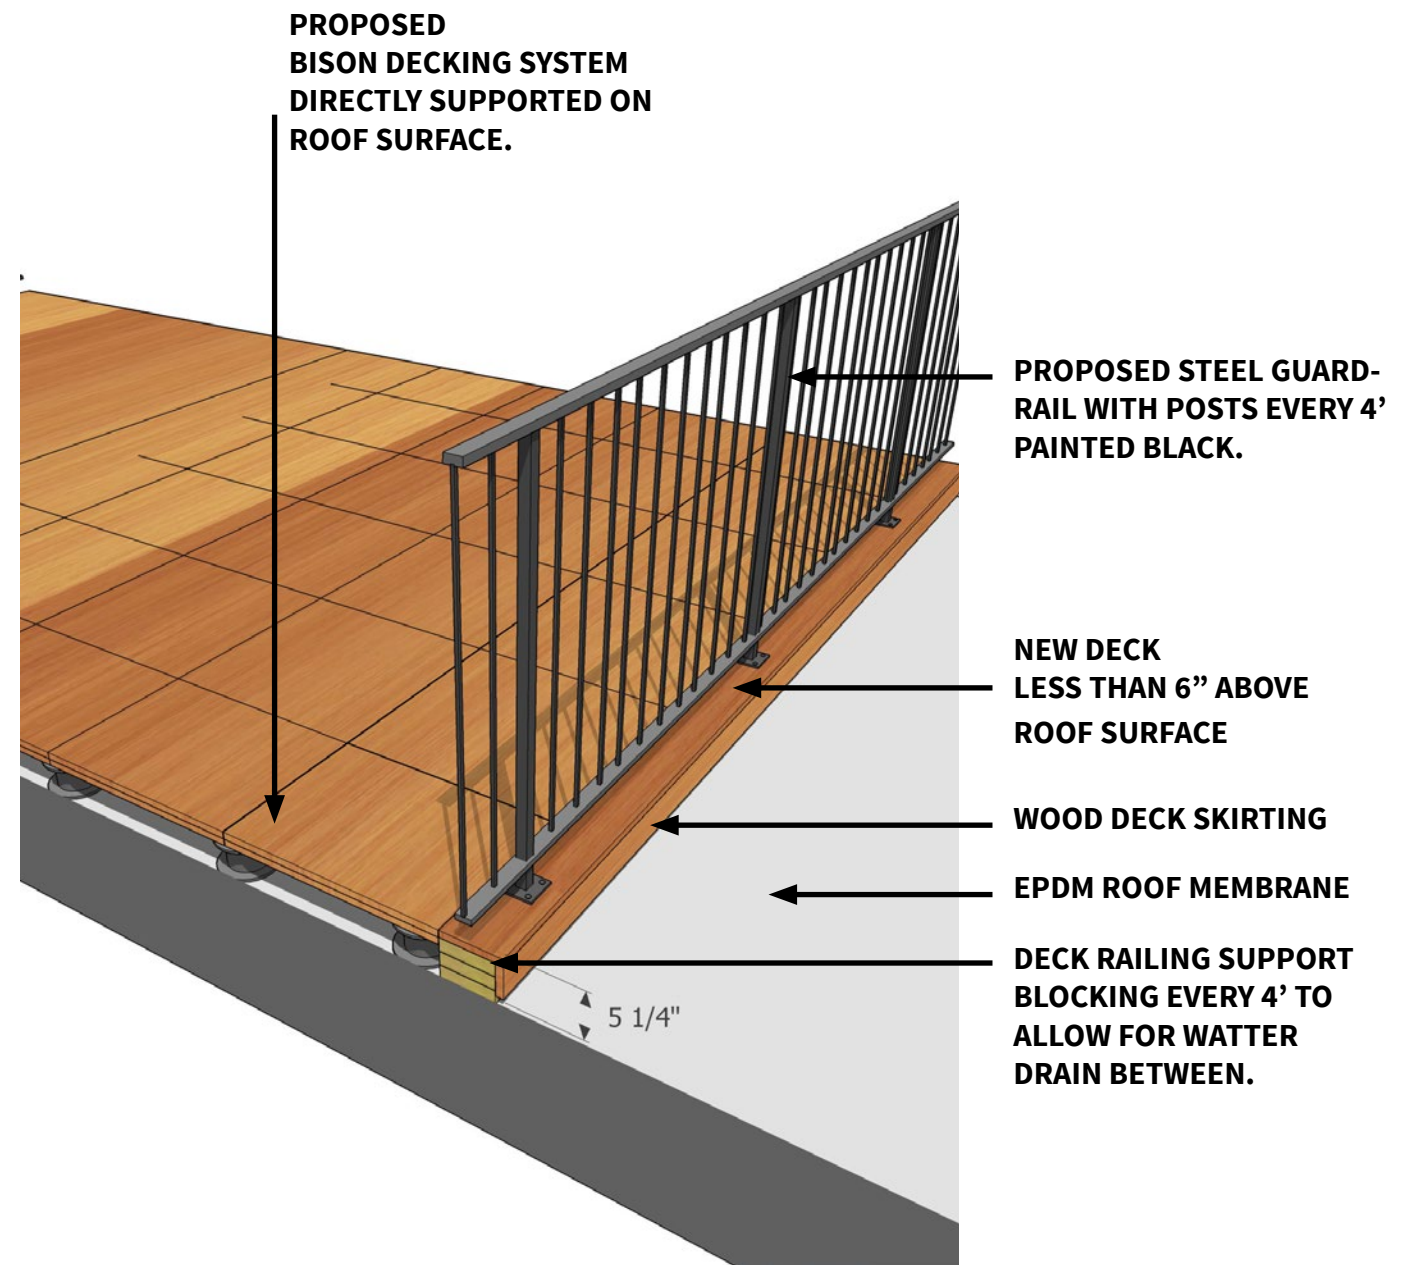 PROPOSED
BISON DECKING SYSTEM
DIRECTLY SUPPORTED ON
ROOF SURFACE.
PROPOSED STEEL GUARD-
RAIL WITH POSTS EVERY 4’
PAINTED BLACK.
NEW DECK
LESS THAN 6” ABOVE
ROOF SURFACE
WOOD DECK SKIRTING
EPDM ROOF MEMBRANE
DECK RAILING SUPPORT
BLOCKING EVERY 4’ TO
ALLOW FOR WATTER
DRAIN BETWEEN.
5 1/4"